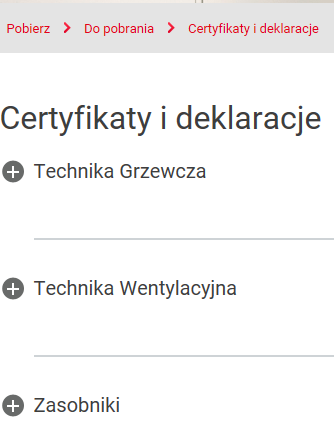 Pobierz > Do pobrania > Certyfikaty i deklaracje
Certyfikaty i deklaracje
Technika Grzewcza
Technika Wentylacyjna
Zasobniki